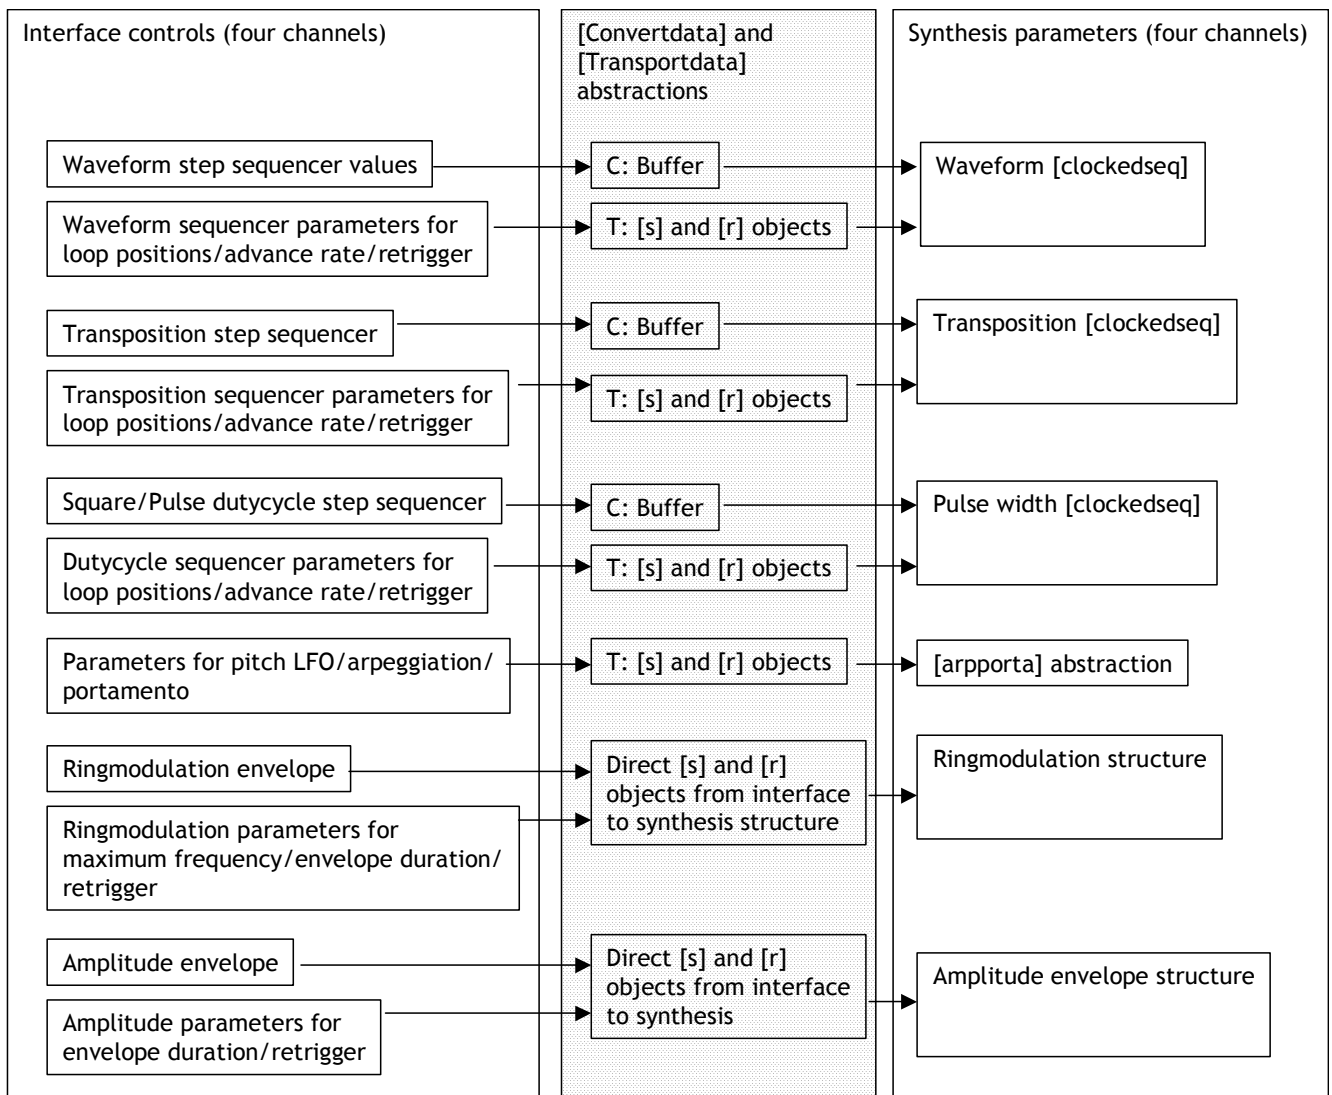 Interface controls (four channels)
[Convertdata] and
[Transportdata]
abstractions
Synthesis parameters (four channels)
Waveform step sequencer values
C: Buffer
Waveform [clockedseq]
Waveform sequencer parameters for
loop positions/advance rate/retrigger
T: [s] and [r] objects
Transposition step sequencer
C: Buffer
Transposition [clockedseq]
Transposition sequencer parameters for
loop positions/advance rate/retrigger
T: [s] and [r] objects
Square/Pulse dutycycle step sequencer
C: Buffer
Pulse width [clockedseq]
Dutycycle sequencer parameters for
loop positions/advance rate/retrigger
T: [s] and [r] objects
Parameters for pitch LFO/arpeggiation/
portamento
T: [s] and [r] objects
[arpporta] abstraction
Ringmodulation envelope
Direct [s] and [r]
objects from interface
to synthesis structure
Ringmodulation structure
Ringmodulation parameters for
maximum frequency/envelope duration/
retrigger
Amplitude envelope
Direct [s] and [r]
objects from interface
to synthesis
Amplitude envelope structure
Amplitude parameters for
envelope duration/retrigger